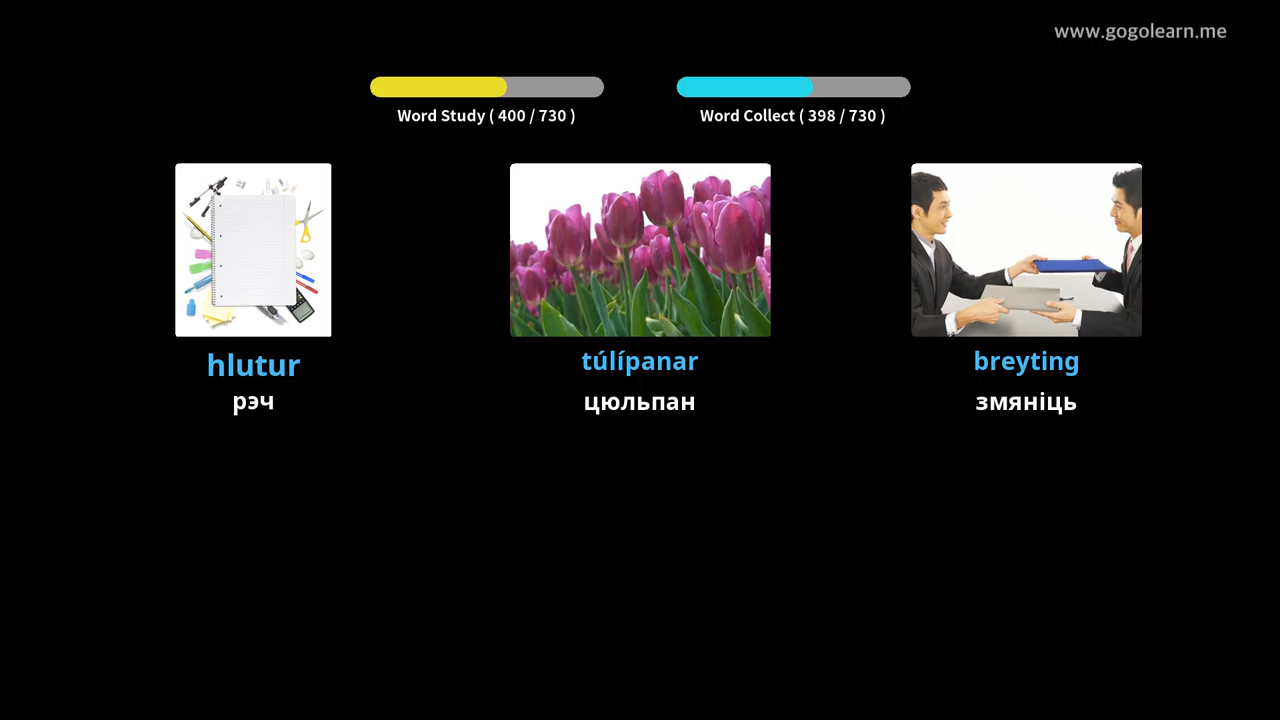 www.gogolearn.me
Word Study ( 400 / 730 )
Word Collect ( 398 / 730 )
hlutur
túlípanar
breyting
рэч
цюльпан
змяніць